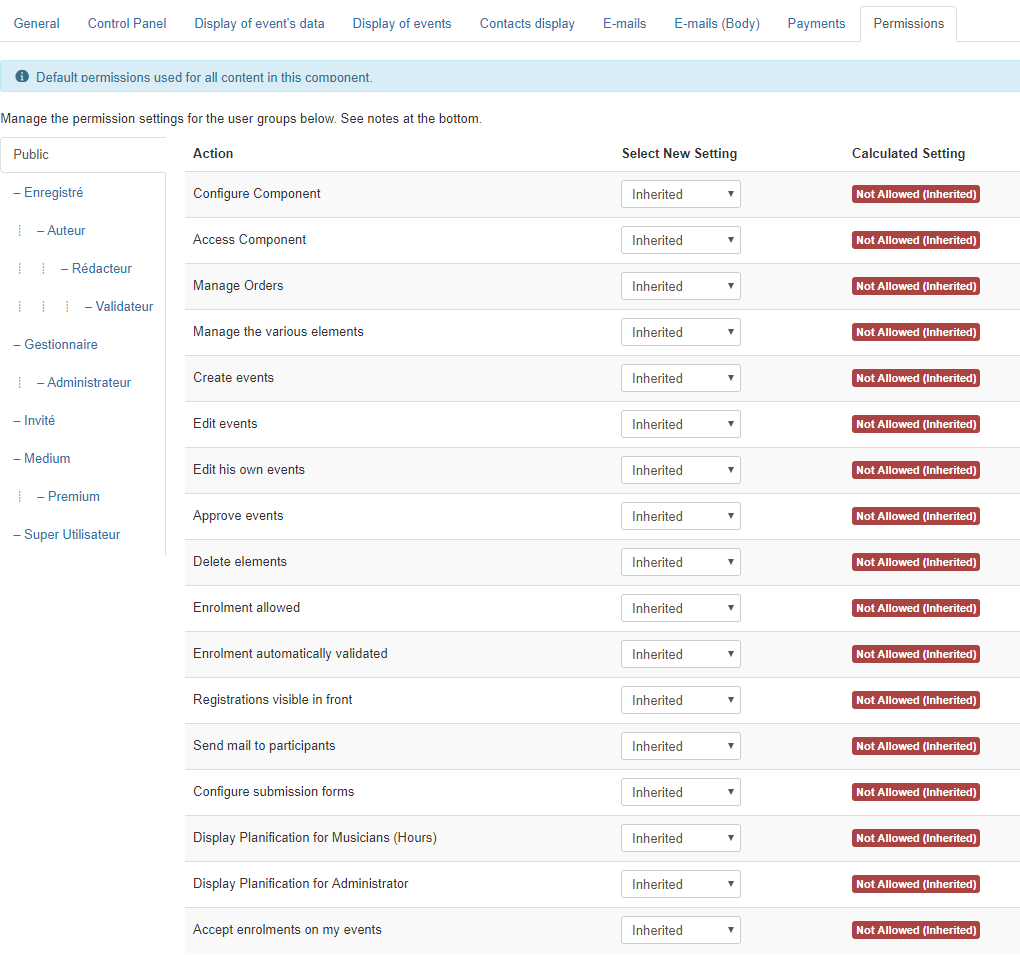 General Control Panel Display of event's data Display of events Contacts display E-mails E-mails (Body) Payments Permissions
Default permissions used for all content in this component.
Manage the permission settings for the user groups below. See notes at the bottom.
Public
– Enregistré
– Auteur
– Rédacteur
– Validateur
– Gestionnaire
– Administrateur
– Invité
– Medium
– Premium
– Super Utilisateur
Action Select New Setting Calculated Setting
Configure Component Inherited Not Allowed (Inherited)
Access Component Inherited Not Allowed (Inherited)
Manage Orders Inherited Not Allowed (Inherited)
Manage the various elements Inherited Not Allowed (Inherited)
Create events Inherited Not Allowed (Inherited)
Edit events Inherited Not Allowed (Inherited)
Edit his own events Inherited Not Allowed (Inherited)
Approve events Inherited Not Allowed (Inherited)
Delete elements Inherited Not Allowed (Inherited)
Enrolment allowed Inherited Not Allowed (Inherited)
Enrolment automatically validated Inherited Not Allowed (Inherited)
Registrations visible in front Inherited Not Allowed (Inherited)
Send mail to participants Inherited Not Allowed (Inherited)
Configure submission forms Inherited Not Allowed (Inherited)
Display Planification for Musicians (Hours) Inherited Not Allowed (Inherited)
Display Planification for Administrator Inherited Not Allowed (Inherited)
Accept enrolments on my events Inherited Not Allowed (Inherited)